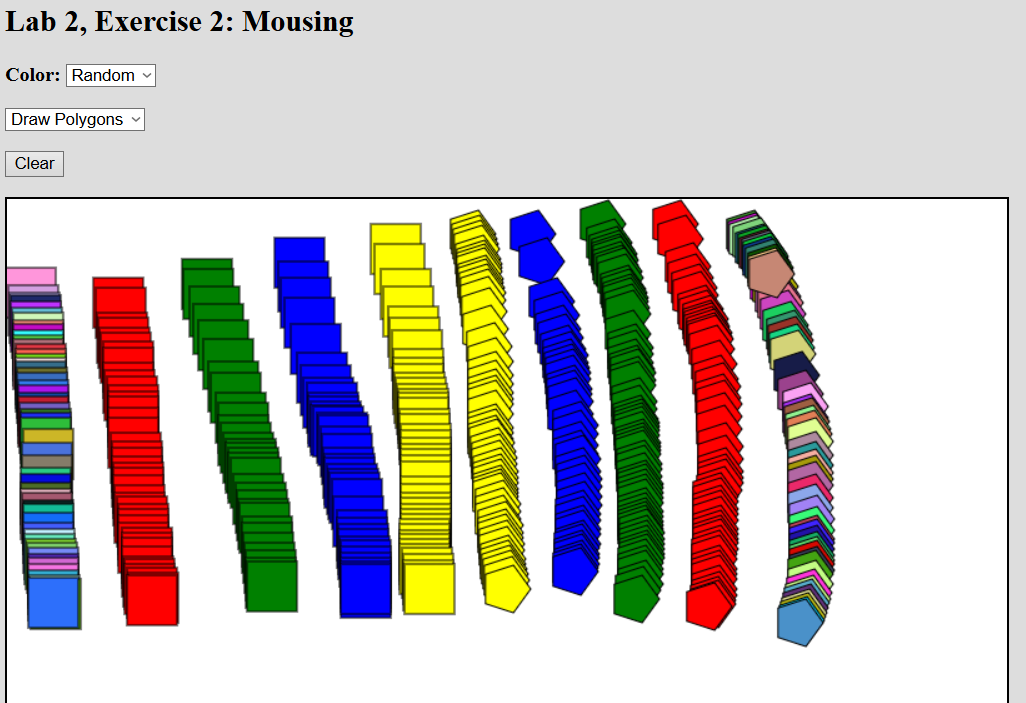 Lab 2, Exercise 2: Mousing
Color: Random
Draw Polygons
Clear